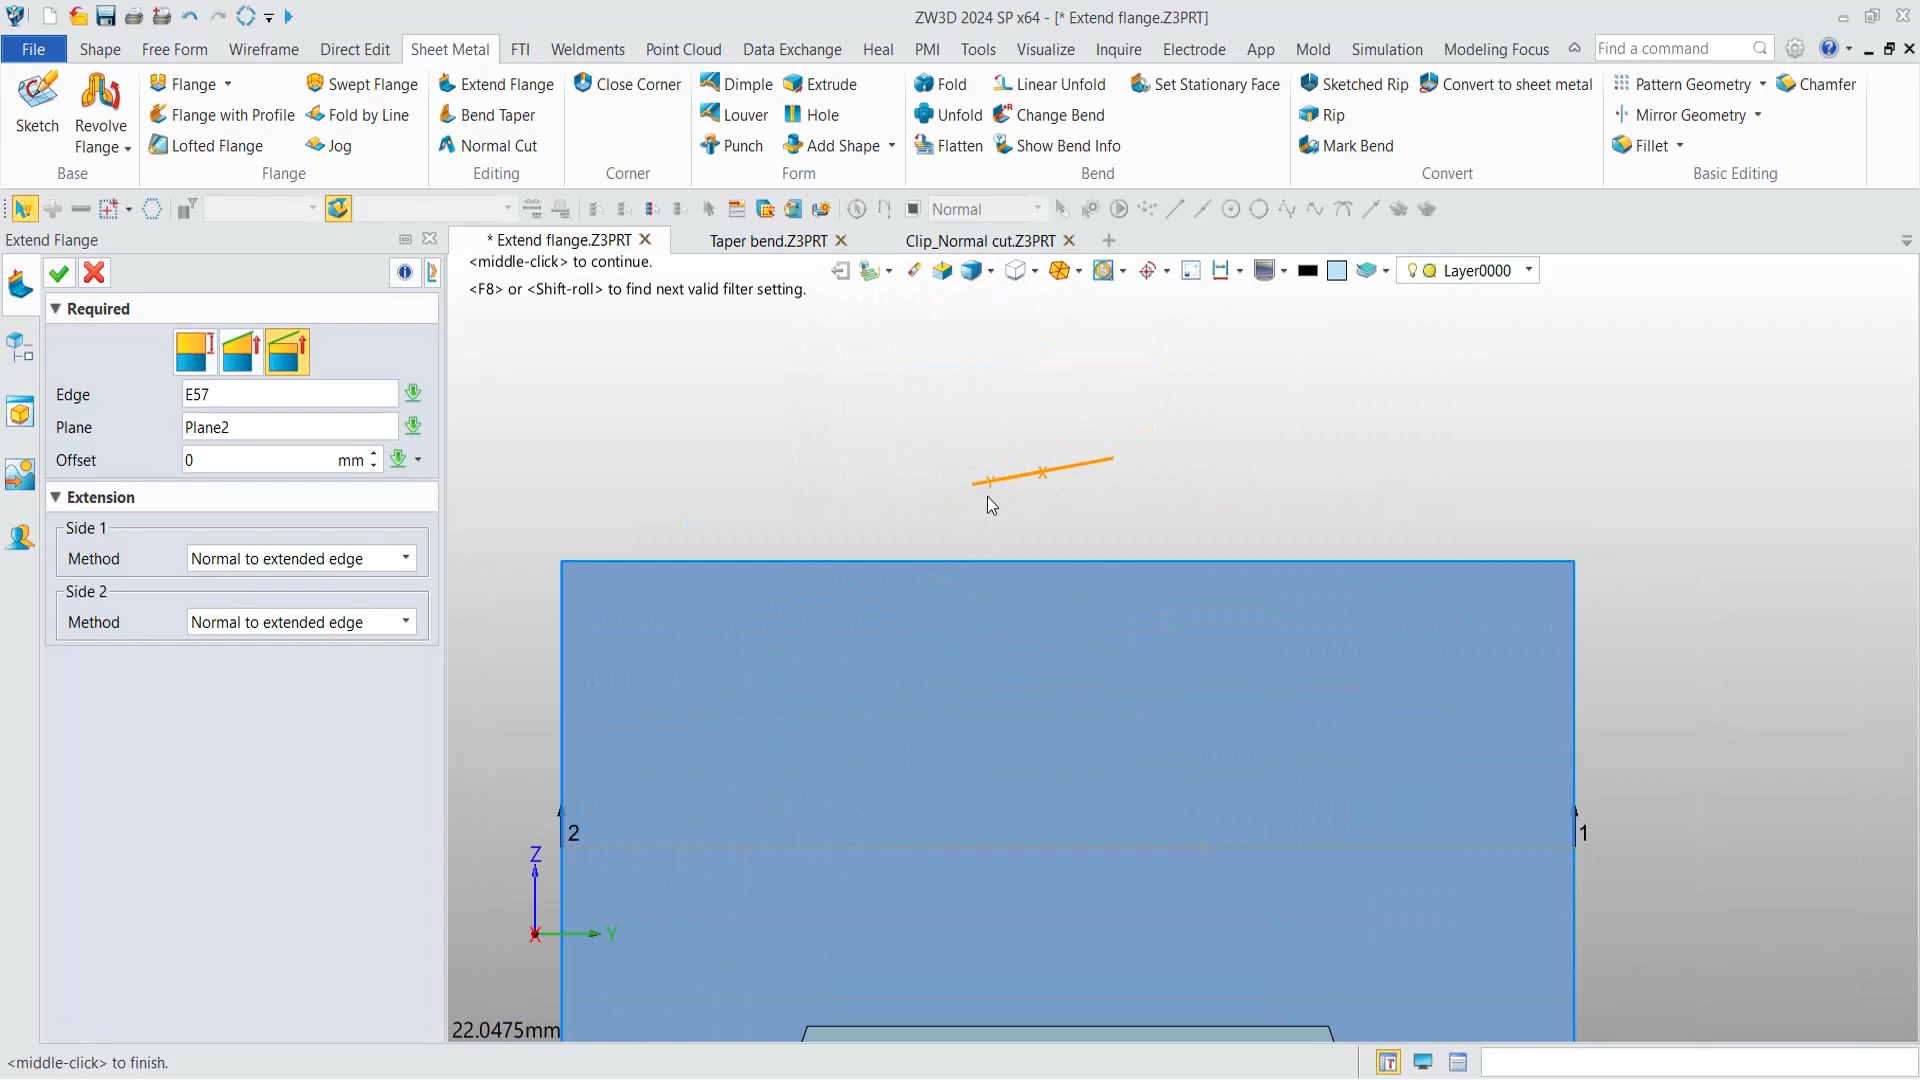 ZW3D 2024 SP x64 - [* Extend flange.Z3PRT]
File Shape Free Form Wireframe Direct Edit Sheet Metal FTI Weldments Point Cloud Data Exchange Heal PMI Tools Visualize Inquire Electrode App Mold Simulation Modeling Focus Find a command
Flange Swept Flange Extend Flange Close Corner Dimple Extrude Fold Linear Unfold Set Stationary Face Sketched Rip Convert to sheet metal Pattern Geometry Chamfer
Sketch Revolve Flange Flange with Profile Fold by Line Bend Taper Louver Hole Unfold Change Bend Rip Mirror Geometry
Lofted Flange Jog Normal Cut Punch Add Shape Flatten Show Bend Info Mark Bend Fillet
Base Flange Editing Corner Form Bend Convert Basic Editing
Normal
Extend Flange * Extend flange.Z3PRT Taper bend.Z3PRT Clip_Normal cut.Z3PRT
<middle-click> to continue.
<F8> or <Shift-roll> to find next valid filter setting.
Layer0000
Required
Edge E57
Plane Plane2
Offset 0 mm
Extension
Side 1
Method Normal to extended edge
Side 2
Method Normal to extended edge
Y X
2 1
Z
X Y
22.0475mm
<middle-click> to finish.